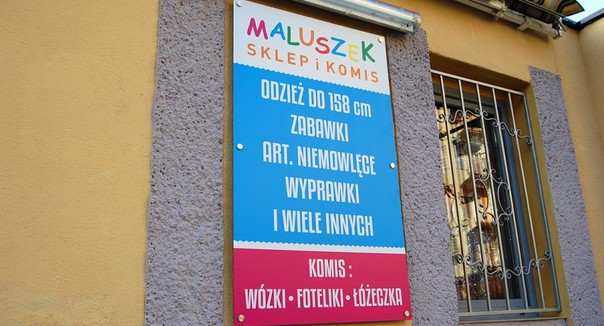 MALUSZEK
SKLEP i KOMIS
ODZIEŻ DO 158 cm
ZABAWKI
ART. NIEMOWLĘCE
WYPRAWKI
I WIELE INNYCH
KOMIS :
WÓZKI • FOTELIKI • ŁÓŻECZKA